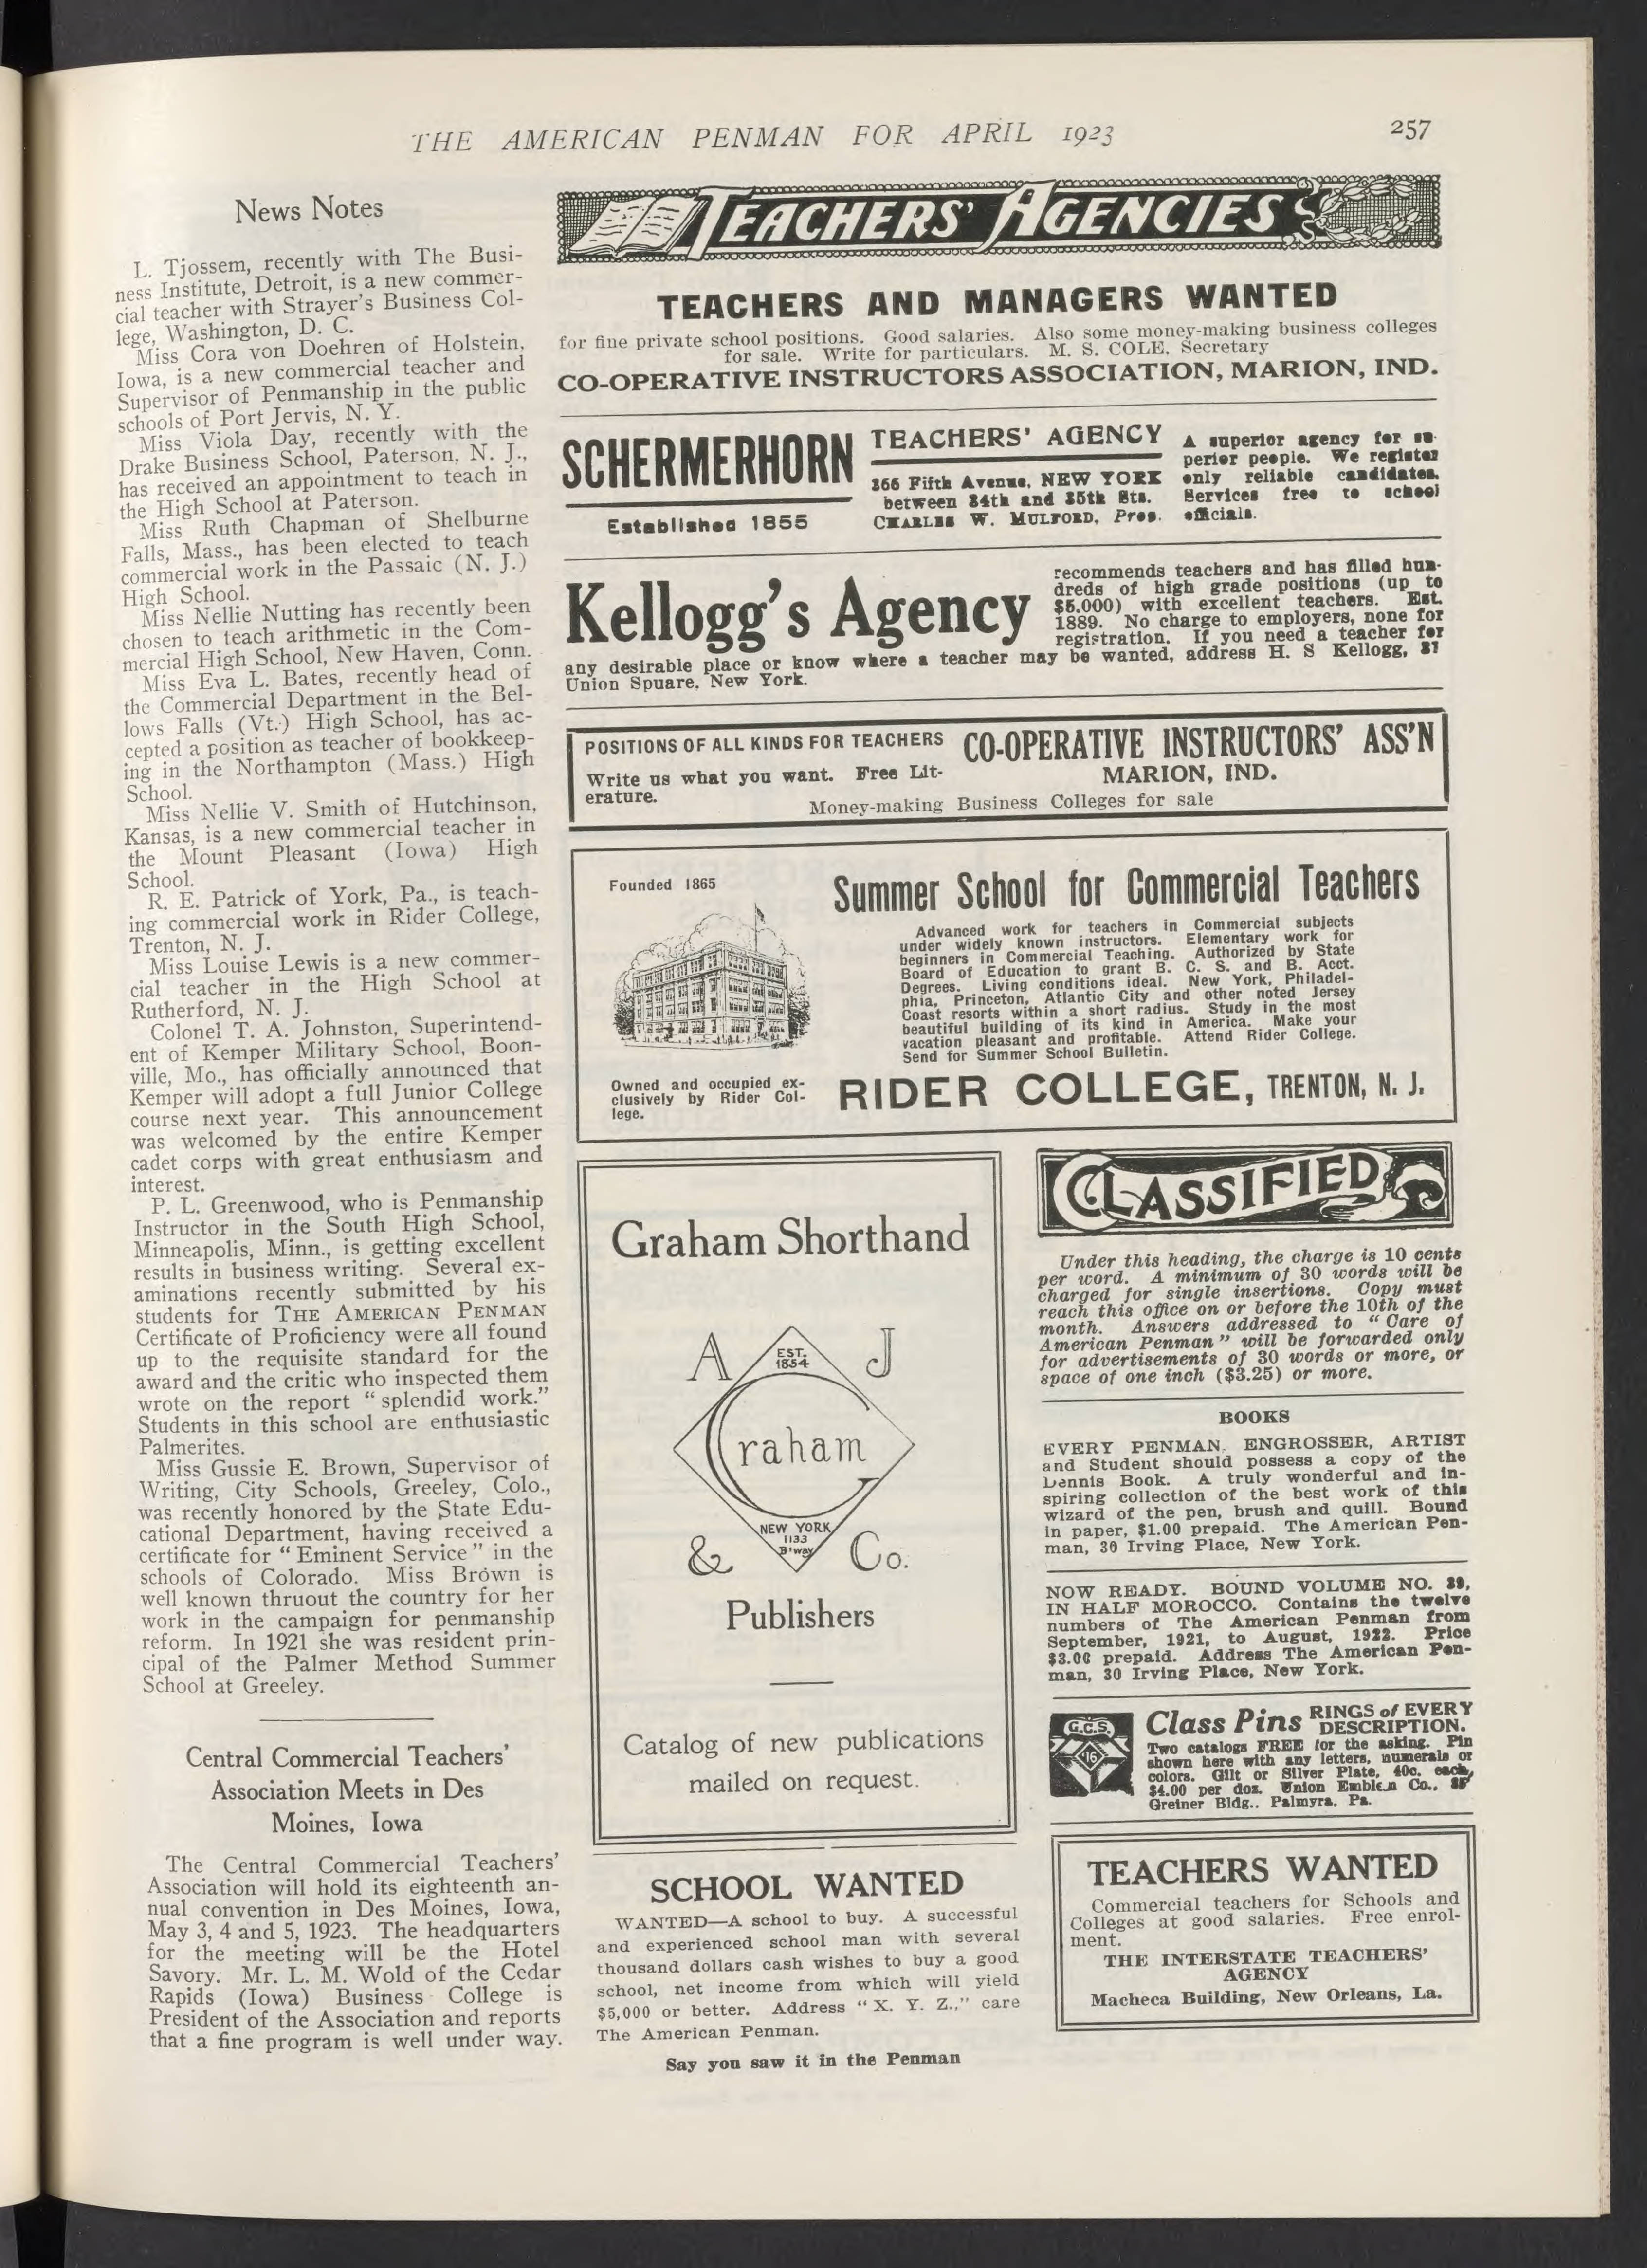 THE AMERICAN PENMAN FOR APRIL 1923
257
News Notes
L. Tjossem, recently with The Busi-
ness Institute, Detroit, is a new commer-
cial teacher with Strayer's Business Col-
lege, Washington, D. C.
Miss Cora von Doehren of Holstein,
Iowa, is a new commercial teacher and
Supervisor of Penmanship in the public
schools of Port Jervis, N. Y.
Miss Viola Day, recently with the
Drake Business School, Paterson, N. J.,
has received an appointment to teach in
the High School at Paterson.
Miss Ruth Chapman of Shelburne
Falls, Mass., has been elected to teach
commercial work in the Passaic (N. J.)
High School.
Miss Nellie Nutting has recently been
chosen to teach arithmetic in the Com-
mercial High School, New Haven, Conn.
Miss Eva L. Bates, recently head of
the Commercial Department in the Bel-
lows Falls (Vt.) High School, has ac-
cepted a position as teacher of bookkeep-
ing in the Northampton (Mass.) High
School.
Miss Nellie V. Smith of Hutchinson,
Kansas, is a new commercial teacher in
the Mount Pleasant (Iowa) High
School.
R. E. Patrick of York, Pa., is teach-
ing commercial work in Rider College,
Trenton, N. J.
Miss Louise Lewis is a new commer-
cial teacher in the High School at
Rutherford, N. J.
Colonel T. A. Johnston, Superintend-
ent of Kemper Military School, Boon-
ville, Mo., has officially announced that
Kemper will adopt a full Junior College
course next year. This announcement
was welcomed by the entire Kemper
cadet corps with great enthusiasm and
interest.
P. L. Greenwood, who is Penmanship
Instructor in the South High School,
Minneapolis, Minn., is getting excellent
results in business writing. Several ex-
aminations recently submitted by his
students for THE AMERICAN PENMAN
Certificate of Proficiency were all found
up to the requisite standard for the
award and the critic who inspected them
wrote on the report "splendid work."
Students in this school are enthusiastic
Palmerites.
Miss Gussie E. Brown, Supervisor of
Writing, City Schools, Greeley, Colo.,
was recently honored by the State Edu-
cational Department, having received a
certificate for "Eminent Service" in the
schools of Colorado. Miss Brown is
well known thruout the country for her
work in the campaign for penmanship
reform. In 1921 she was resident prin-
cipal of the Palmer Method Summer
School at Greeley.
Central Commercial Teachers'
Association Meets in Des
Moines, Iowa
The Central Commercial Teachers'
Association will hold its eighteenth an-
nual convention in Des Moines, Iowa,
May 3, 4 and 5, 1923. The headquarters
for the meeting will be the Hotel
Savory. Mr. L. M. Wold of the Cedar
Rapids (Iowa) Business College is
President of the Association and reports
that a fine program is well under way.
TEACHERS' AGENCIES
TEACHERS AND MANAGERS WANTED
for fine private school positions. Good salaries. Also some money-making business colleges
for sale. Write for particulars. M. S. COLE, Secretary
CO-OPERATIVE INSTRUCTORS ASSOCIATION, MARION, IND.
SCHERMERHORN
Established 1855
TEACHERS' AGENCY
366 Fifth Avenue, NEW YORK
between 34th and 35th Sts.
CHARLES W. MULFORD, Prop.
A superior agency for su-
perior people. We register
only reliable candidates.
Services free to school
officials.
Kellogg's Agency
recommends teachers and has filled hun-
dreds of high grade positions (up to
$5.000) with excellent teachers. Est.
1889. No charge to employers, none for
registration. If you need a teacher for
any desirable place or know where a teacher may be wanted, address H. S Kellogg, 31
Union Spuare, New York.
POSITIONS OF ALL KINDS FOR TEACHERS
Write us what you want. Free Lit-
erature.
CO-OPERATIVE INSTRUCTORS' ASS'N
MARION, IND.
Money-making Business Colleges for sale
Founded 1865
Owned and occupied ex-
clusively by Rider Col-
lege.
Summer School for Commercial Teachers
Advanced work for teachers in Commercial subjects
under widely known instructors. Elementary work for
beginners in Commercial Teaching. Authorized by State
Board of Education to grant B. C. S. and B. Acct.
Degrees. Living conditions ideal. New York, Philadel-
phia, Princeton, Atlantic City and other noted Jersey
Coast resorts within a short radius. Study in the most
beautiful building of its kind in America. Make your
vacation pleasant and profitable. Attend Rider College.
Send for Summer School Bulletin.
RIDER COLLEGE, TRENTON, N. J.
Graham Shorthand
A J
EST.
1854
Graham
NEW YORK
1133
B'way
& Co.
Publishers
Catalog of new publications
mailed on request.
SCHOOL WANTED
WANTED—A school to buy. A successful
and experienced school man with several
thousand dollars cash wishes to buy a good
school, net income from which will yield
$5,000 or better. Address "X. Y. Z.," care
The American Penman.
Say you saw it in the Penman
CLASSIFIED
Under this heading, the charge is 10 cents
per word. A minimum of 30 words will be
charged for single insertions. Copy must
reach this office on or before the 10th of the
month. Answers addressed to "Care of
American Penman" will be forwarded only
for advertisements of 30 words or more, or
space of one inch ($3.25) or more.
BOOKS
EVERY PENMAN, ENGROSSER, ARTIST
and Student should possess a copy of the
Dennis Book. A truly wonderful and in-
spiring collection of the best work of this
wizard of the pen, brush and quill. Bound
in paper, $1.00 prepaid. The American Pen-
man, 30 Irving Place, New York.
NOW READY. BOUND VOLUME NO. 39,
IN HALF MOROCCO. Contains the twelve
numbers of The American Penman from
September, 1921, to August, 1922. Price
$3.00 prepaid. Address The American Pen-
man, 30 Irving Place, New York.
G.C.S.
'16
Class Pins RINGS of EVERY
DESCRIPTION.
Two catalogs FREE for the asking. Pin
shown here with any letters, numerals or
colors. Gilt or Silver Plate, 40c. each,
$4.00 per doz. Union Emblem Co.,
Greiner Bldg., Palmyra, Pa.
TEACHERS WANTED
Commercial teachers for Schools and
Colleges at good salaries. Free enrol-
ment.
THE INTERSTATE TEACHERS'
AGENCY
Macheca Building, New Orleans, La.